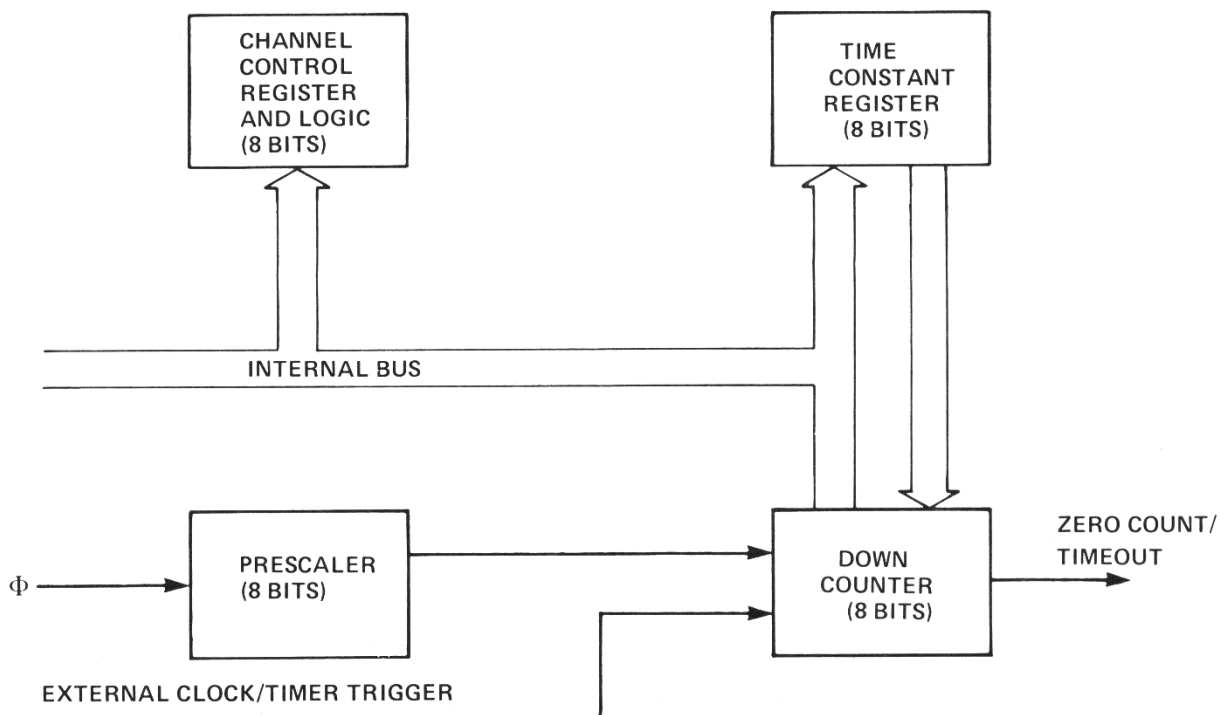 CHANNEL
CONTROL
REGISTER
AND LOGIC
(8 BITS)
TIME
CONSTANT
REGISTER
(8 BITS)
INTERNAL BUS
Φ
PRESCALER
(8 BITS)
DOWN
COUNTER
(8 BITS)
ZERO COUNT/
TIMEOUT
EXTERNAL CLOCK/TIMER TRIGGER